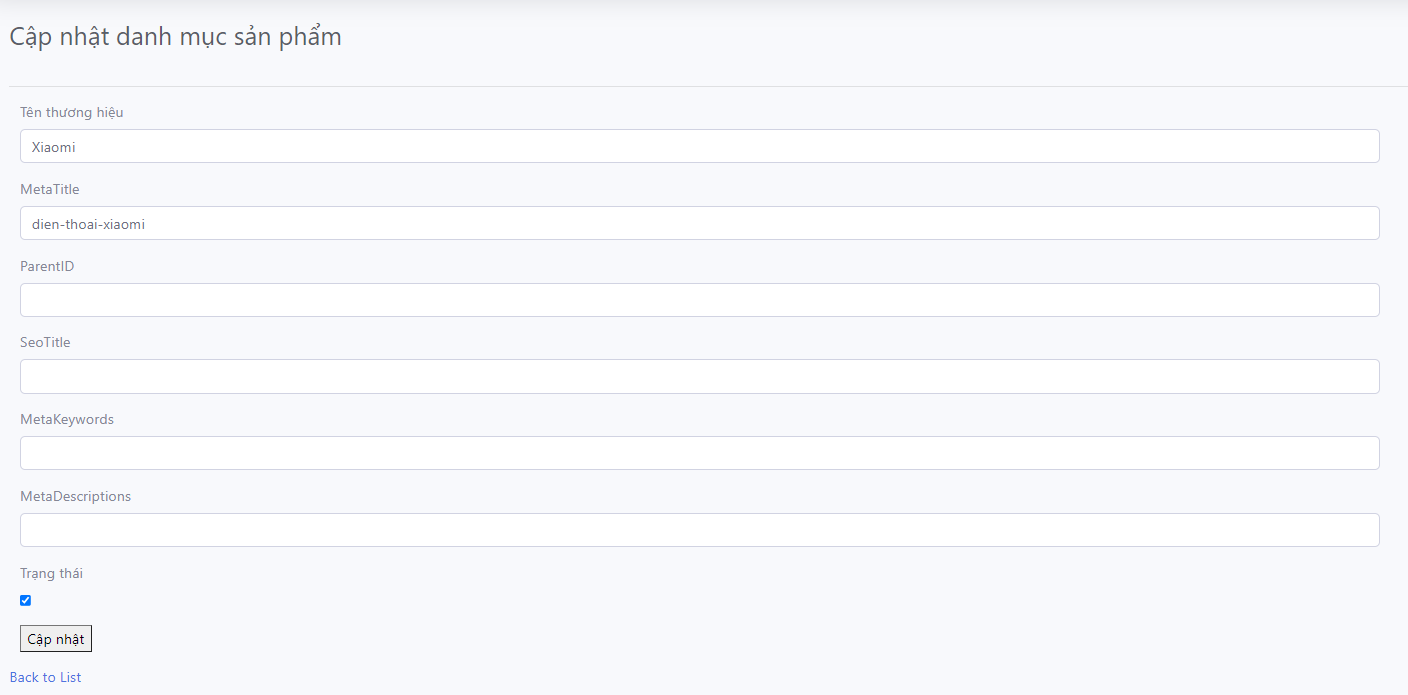 Cập nhật danh mục sản phẩm
Tên thương hiệu
Xiaomi
MetaTitle
dien-thoai-xiaomi
ParentID
SeoTitle
MetaKeywords
MetaDescriptions
Trạng thái
Cập nhật
Back to List